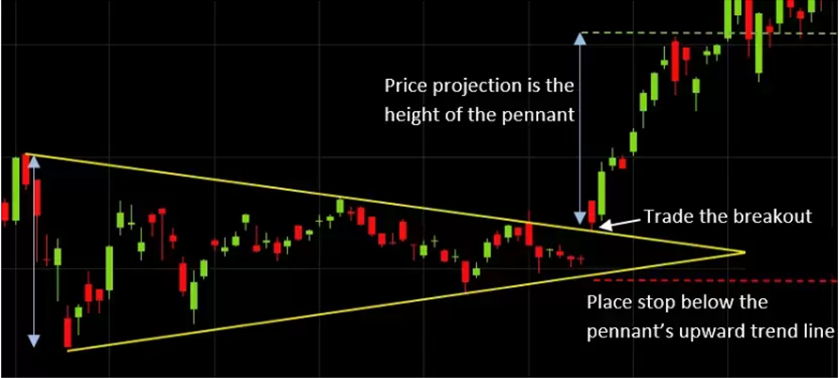 Price projection is the
height of the pennant
Trade the breakout
Place stop below the
pennant's upward trend line